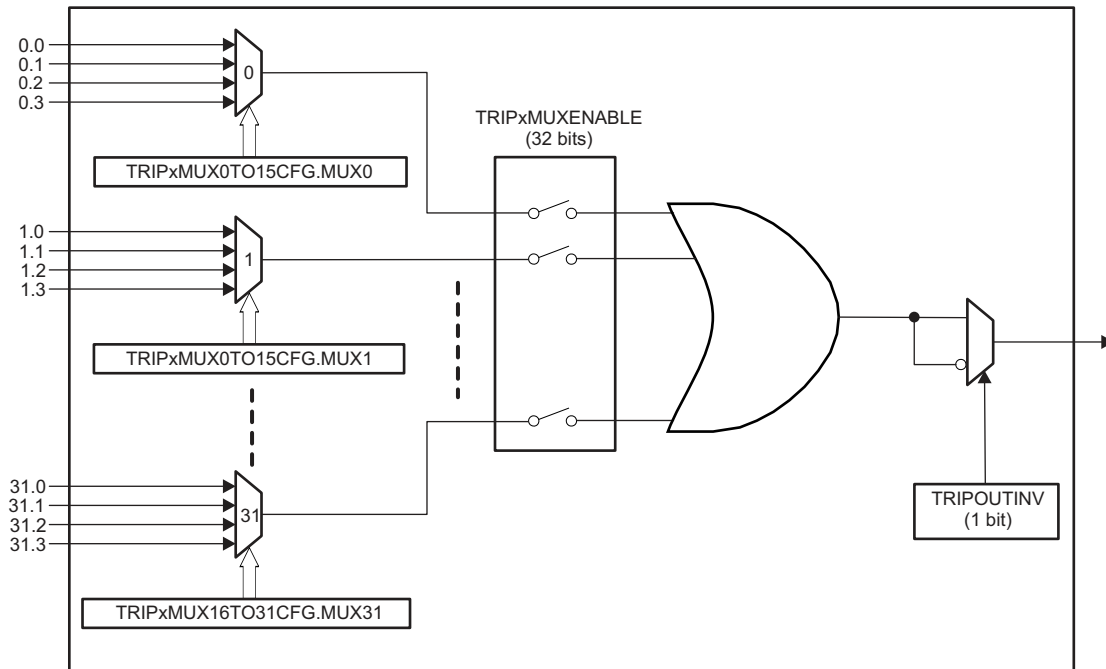 0.0
0.1
0.2
0.3
0
TRIPxMUX0TO15CFG.MUX0
TRIPxMUXENABLE
(32 bits)
1.0
1.1
1.2
1.3
1
TRIPxMUX0TO15CFG.MUX1
31.0
31.1
31.2
31.3
31
TRIPxMUX16TO31CFG.MUX31
TRIPOUTINV
(1 bit)